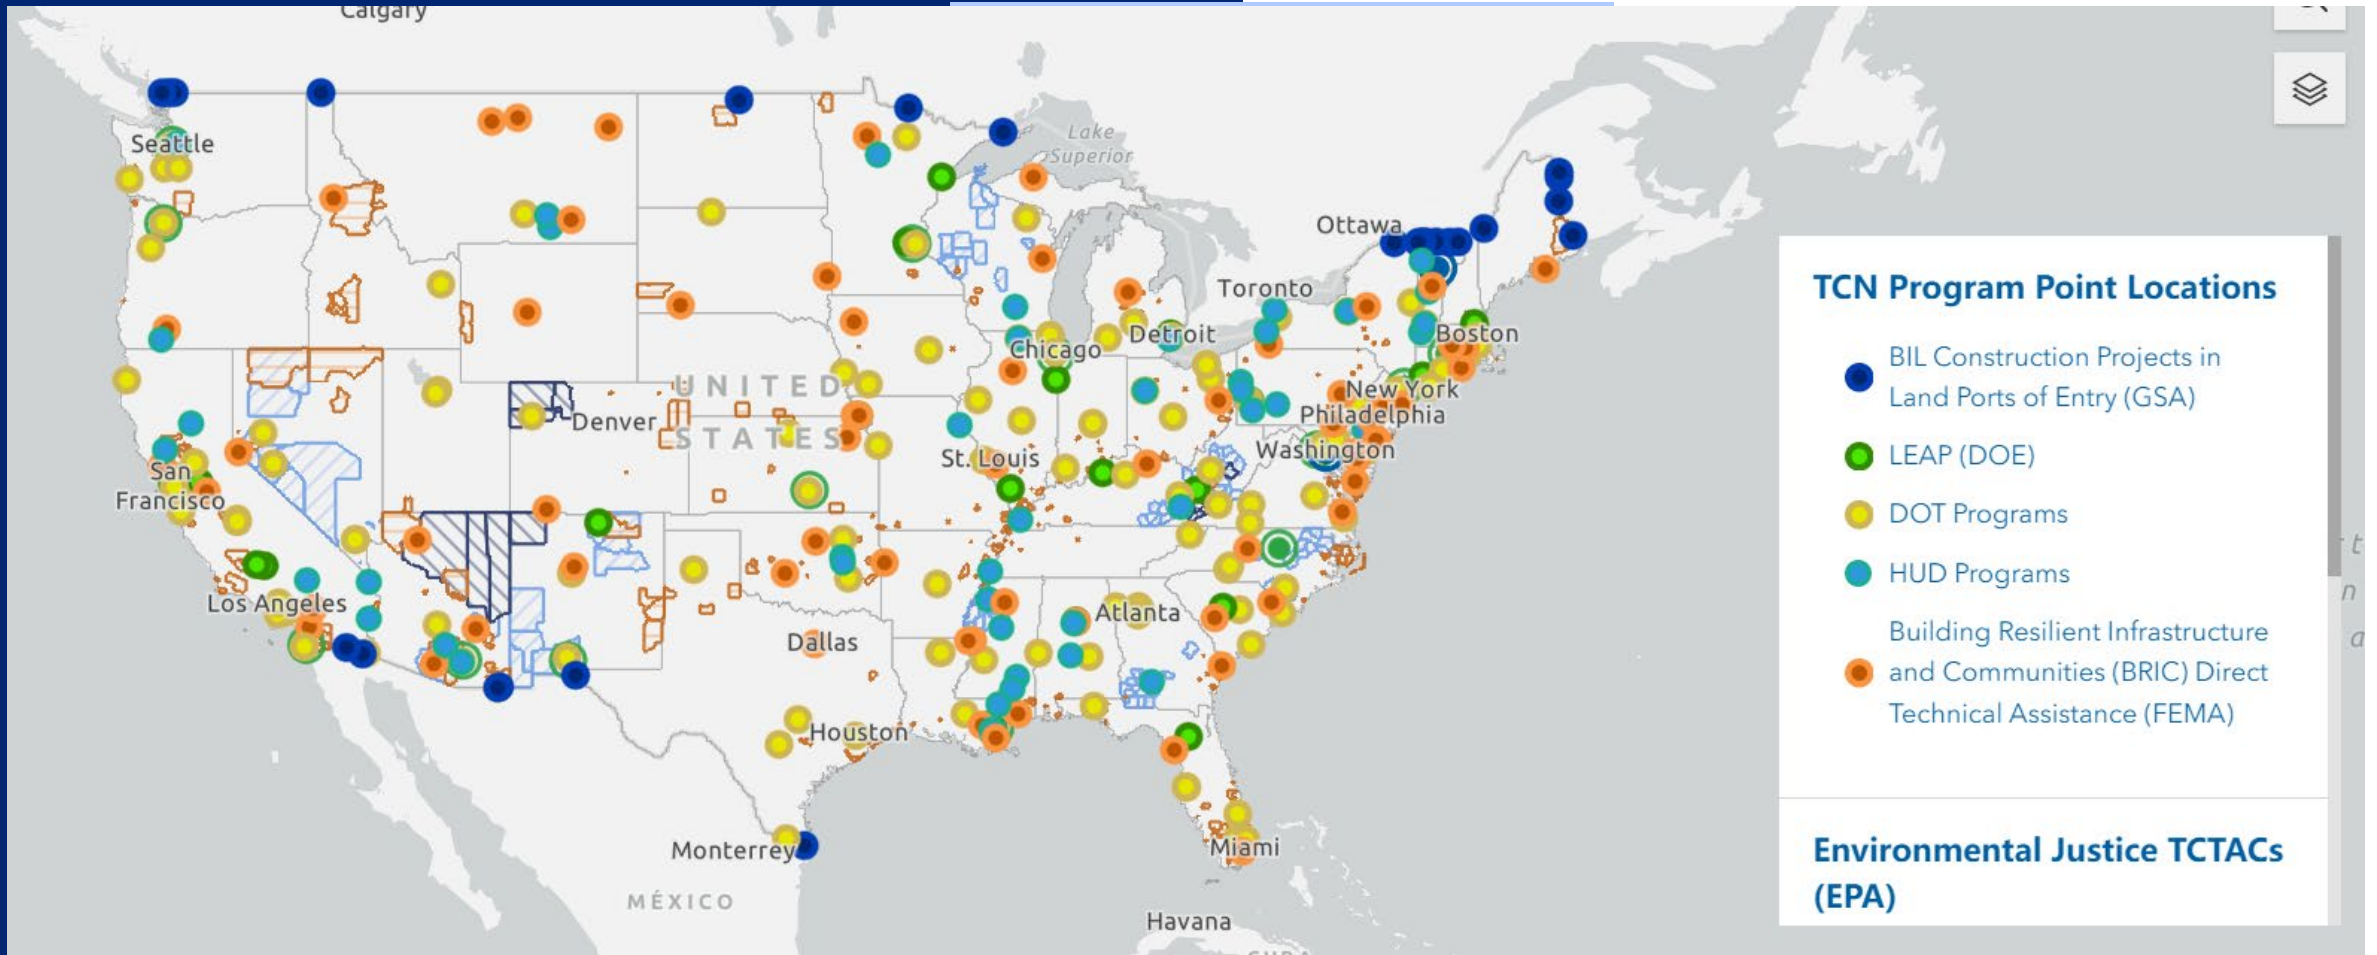 Calgary
Seattle
Lake
Superior
Ottawa
Toronto
TCN Program Point Locations
Detroit
Boston
Chicago
BIL Construction Projects in
Land Ports of Entry (GSA)
UNITED
New York
Denver
Philadelphia
STATES
Washington
St. Louis
LEAP (DOE)
San
Francisco
DOT Programs
HUD Programs
Los Angeles
Atlanta
Dallas
Building Resilient Infrastructure
and Communities (BRIC) Direct
Technical Assistance (FEMA)
Houston
Monterrey
Miami
MÉXICO
Environmental Justice TCTACs
(EPA)
Havana